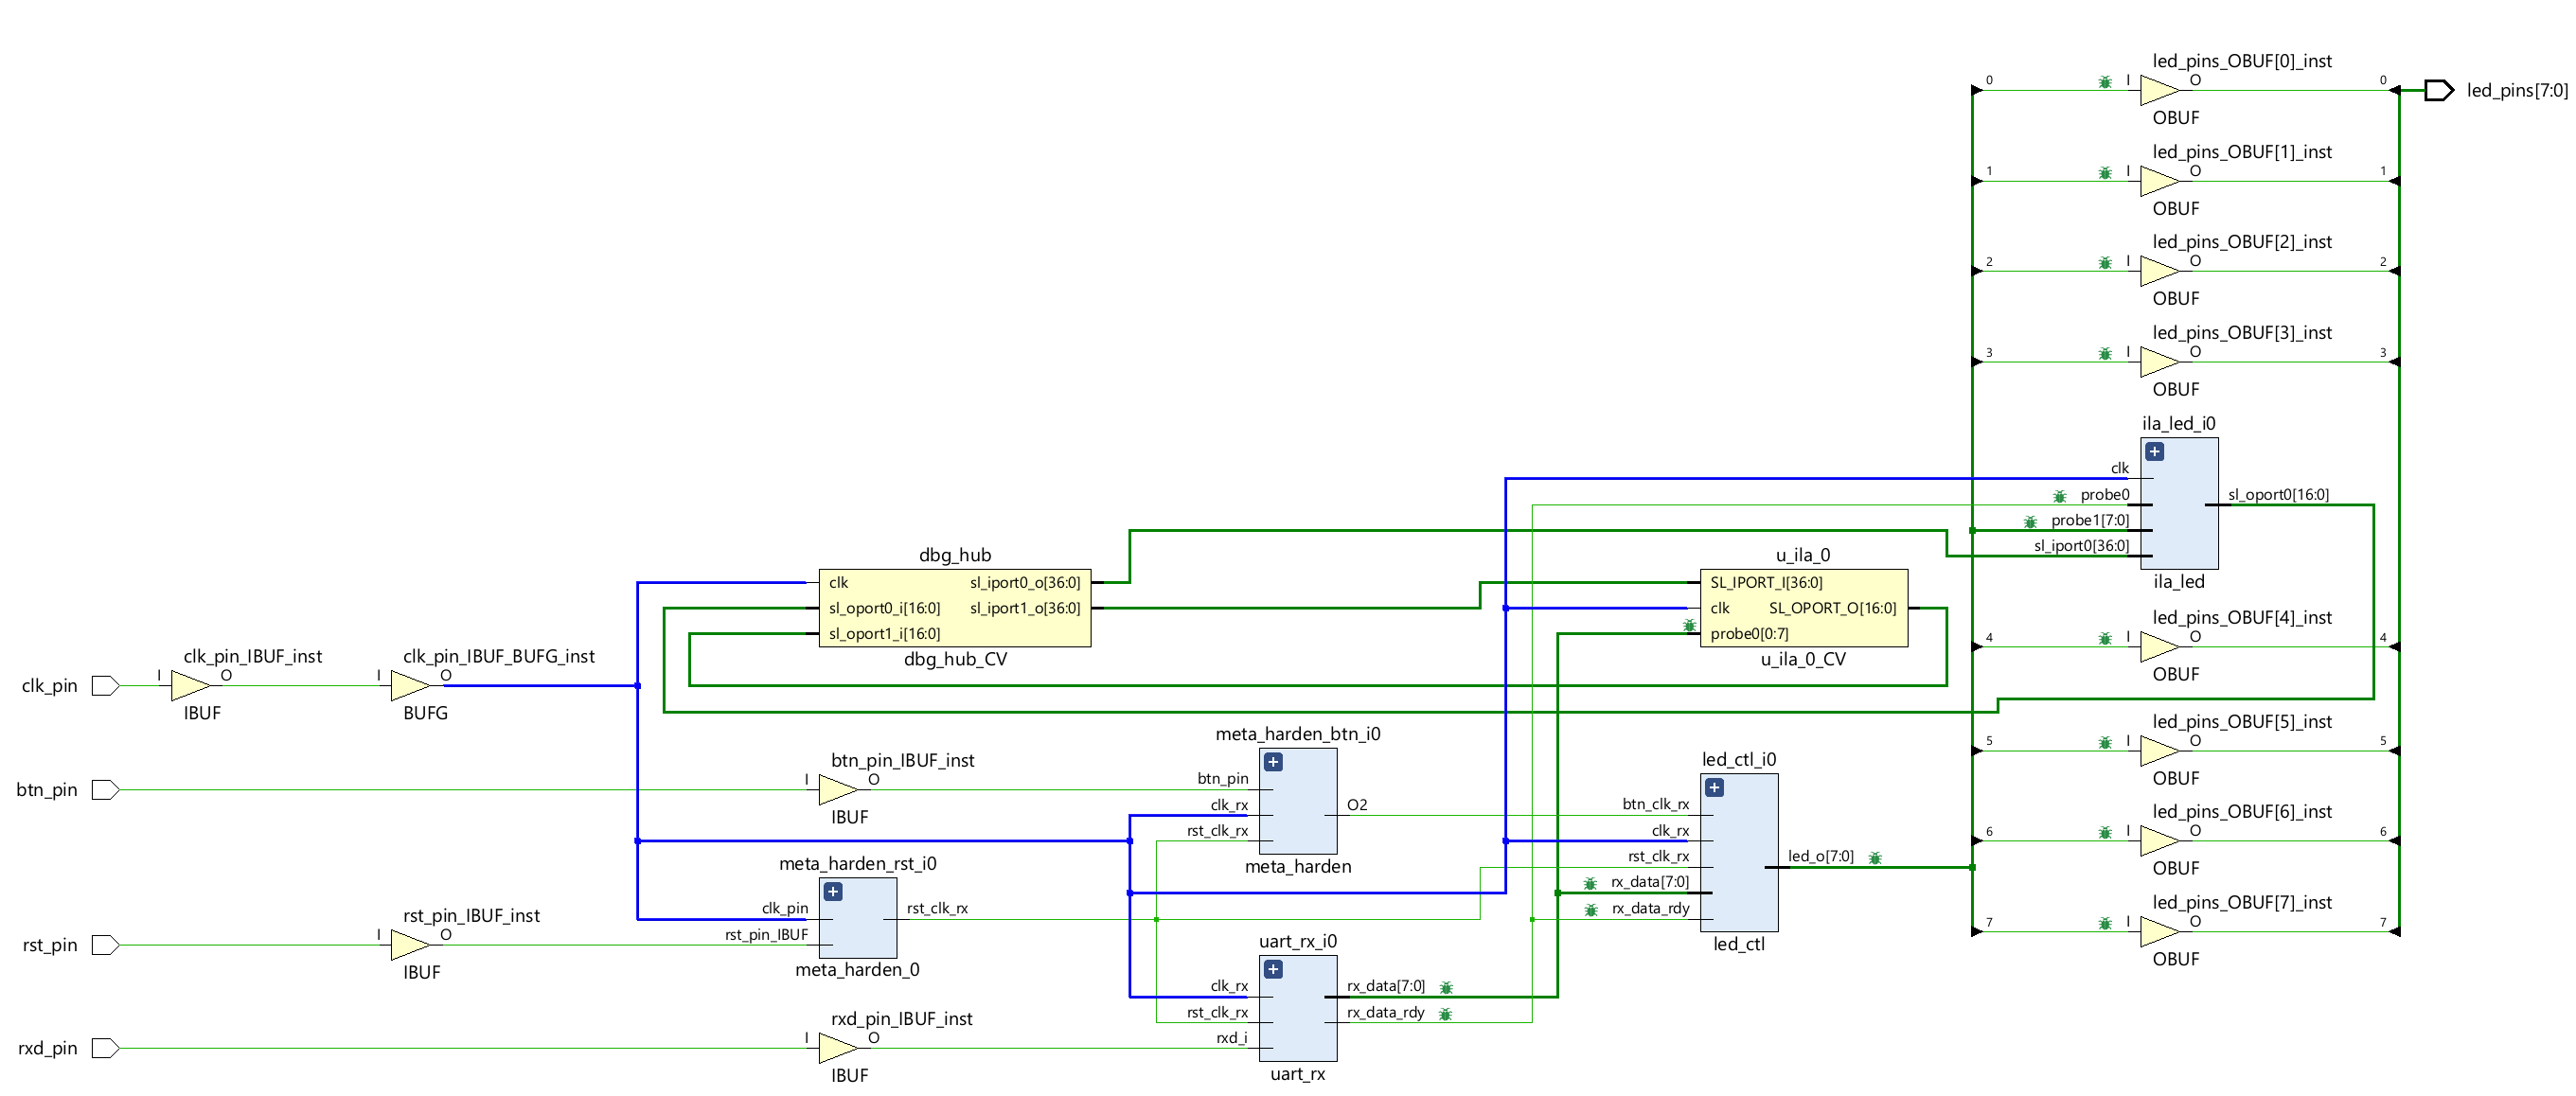 led_pins_OBUF[0]_inst
0 I O 0
OBUF
led_pins[7:0]
led_pins_OBUF[1]_inst
1 I O 1
OBUF
led_pins_OBUF[2]_inst
2 I O 2
OBUF
led_pins_OBUF[3]_inst
3 I O 3
OBUF
ila_led_i0
clk
probe0 sl_oport0[16:0]
probe1[7:0]
sl_iport0[36:0]
ila_led
dbg_hub
clk sl_iport0_o[36:0]
sl_oport0_i[16:0] sl_iport1_o[36:0]
sl_oport1_i[16:0]
dbg_hub_CV
u_ila_0
SL_IPORT_I[36:0]
clk SL_OPORT_O[16:0]
probe0[0:7]
u_ila_0_CV
led_pins_OBUF[4]_inst
4 I O 4
OBUF
clk_pin
clk_pin_IBUF_inst
I O
IBUF
clk_pin_IBUF_BUFG_inst
I O
BUFG
led_pins_OBUF[5]_inst
5 I O 5
OBUF
btn_pin
btn_pin_IBUF_inst
I O
IBUF
meta_harden_btn_i0
btn_pin
clk_rx O2
rst_clk_rx
meta_harden
led_ctl_i0
btn_clk_rx
clk_rx
rst_clk_rx led_o[7:0]
rx_data[7:0]
rx_data_rdy
led_ctl
led_pins_OBUF[6]_inst
6 I O 6
OBUF
meta_harden_rst_i0
clk_pin rst_clk_rx
rst_pin_IBUF
meta_harden_0
led_pins_OBUF[7]_inst
7 I O 7
OBUF
rst_pin
rst_pin_IBUF_inst
I O
IBUF
uart_rx_i0
clk_rx rx_data[7:0]
rst_clk_rx rx_data_rdy
rxd_i
uart_rx
rxd_pin
rxd_pin_IBUF_inst
I O
IBUF